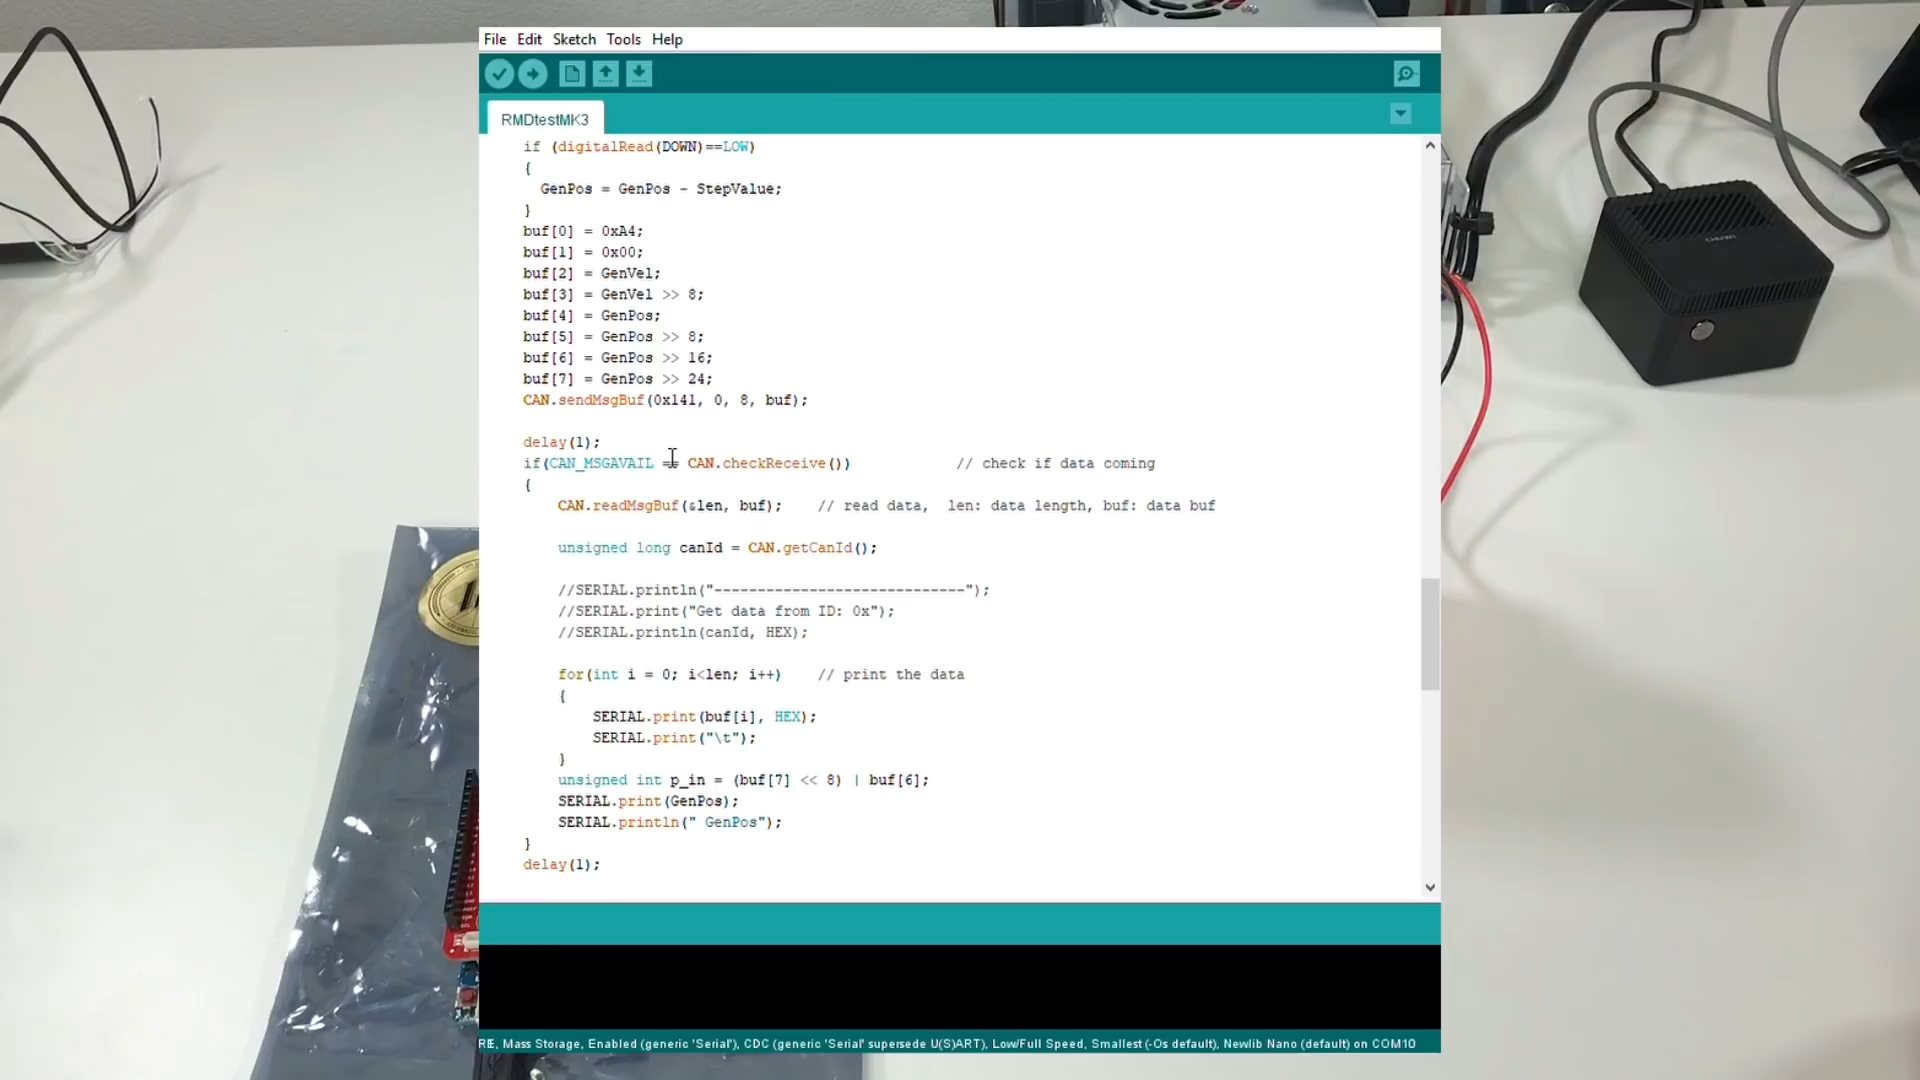 File Edit Sketch Tools Help
RMDtestMK3
if (digitalRead(DOWN)==LOW)
{
GenPos = GenPos - StepValue;
}
buf[0] = 0xA4;
buf[1] = 0x00;
buf[2] = GenVel;
buf[3] = GenVel >> 8;
buf[4] = GenPos;
buf[5] = GenPos >> 8;
buf[6] = GenPos >> 16;
buf[7] = GenPos >> 24;
CAN.sendMsgBuf(0x141, 0, 8, buf);
delay(1);
if(CAN_MSGAVAIL == CAN.checkReceive()) // check if data coming
{
CAN.readMsgBuf(&len, buf); // read data, len: data length, buf: data buf
unsigned long canId = CAN.getCanId();
//SERIAL.println("-----------------------------");
//SERIAL.print("Get data from ID: 0x");
//SERIAL.println(canId, HEX);
for(int i = 0; i<len; i++) // print the data
{
SERIAL.print(buf[i], HEX);
SERIAL.print("\t");
}
unsigned int p_in = (buf[7] << 8) | buf[6];
SERIAL.print(GenPos);
SERIAL.println(" GenPos");
}
delay(1);
RE, Mass Storage, Enabled (generic 'Serial'), CDC (generic 'Serial' supersede U(S)ART), Low/Full Speed, Smallest (-Os default), Newlib Nano (default) on COM10
CHUWI